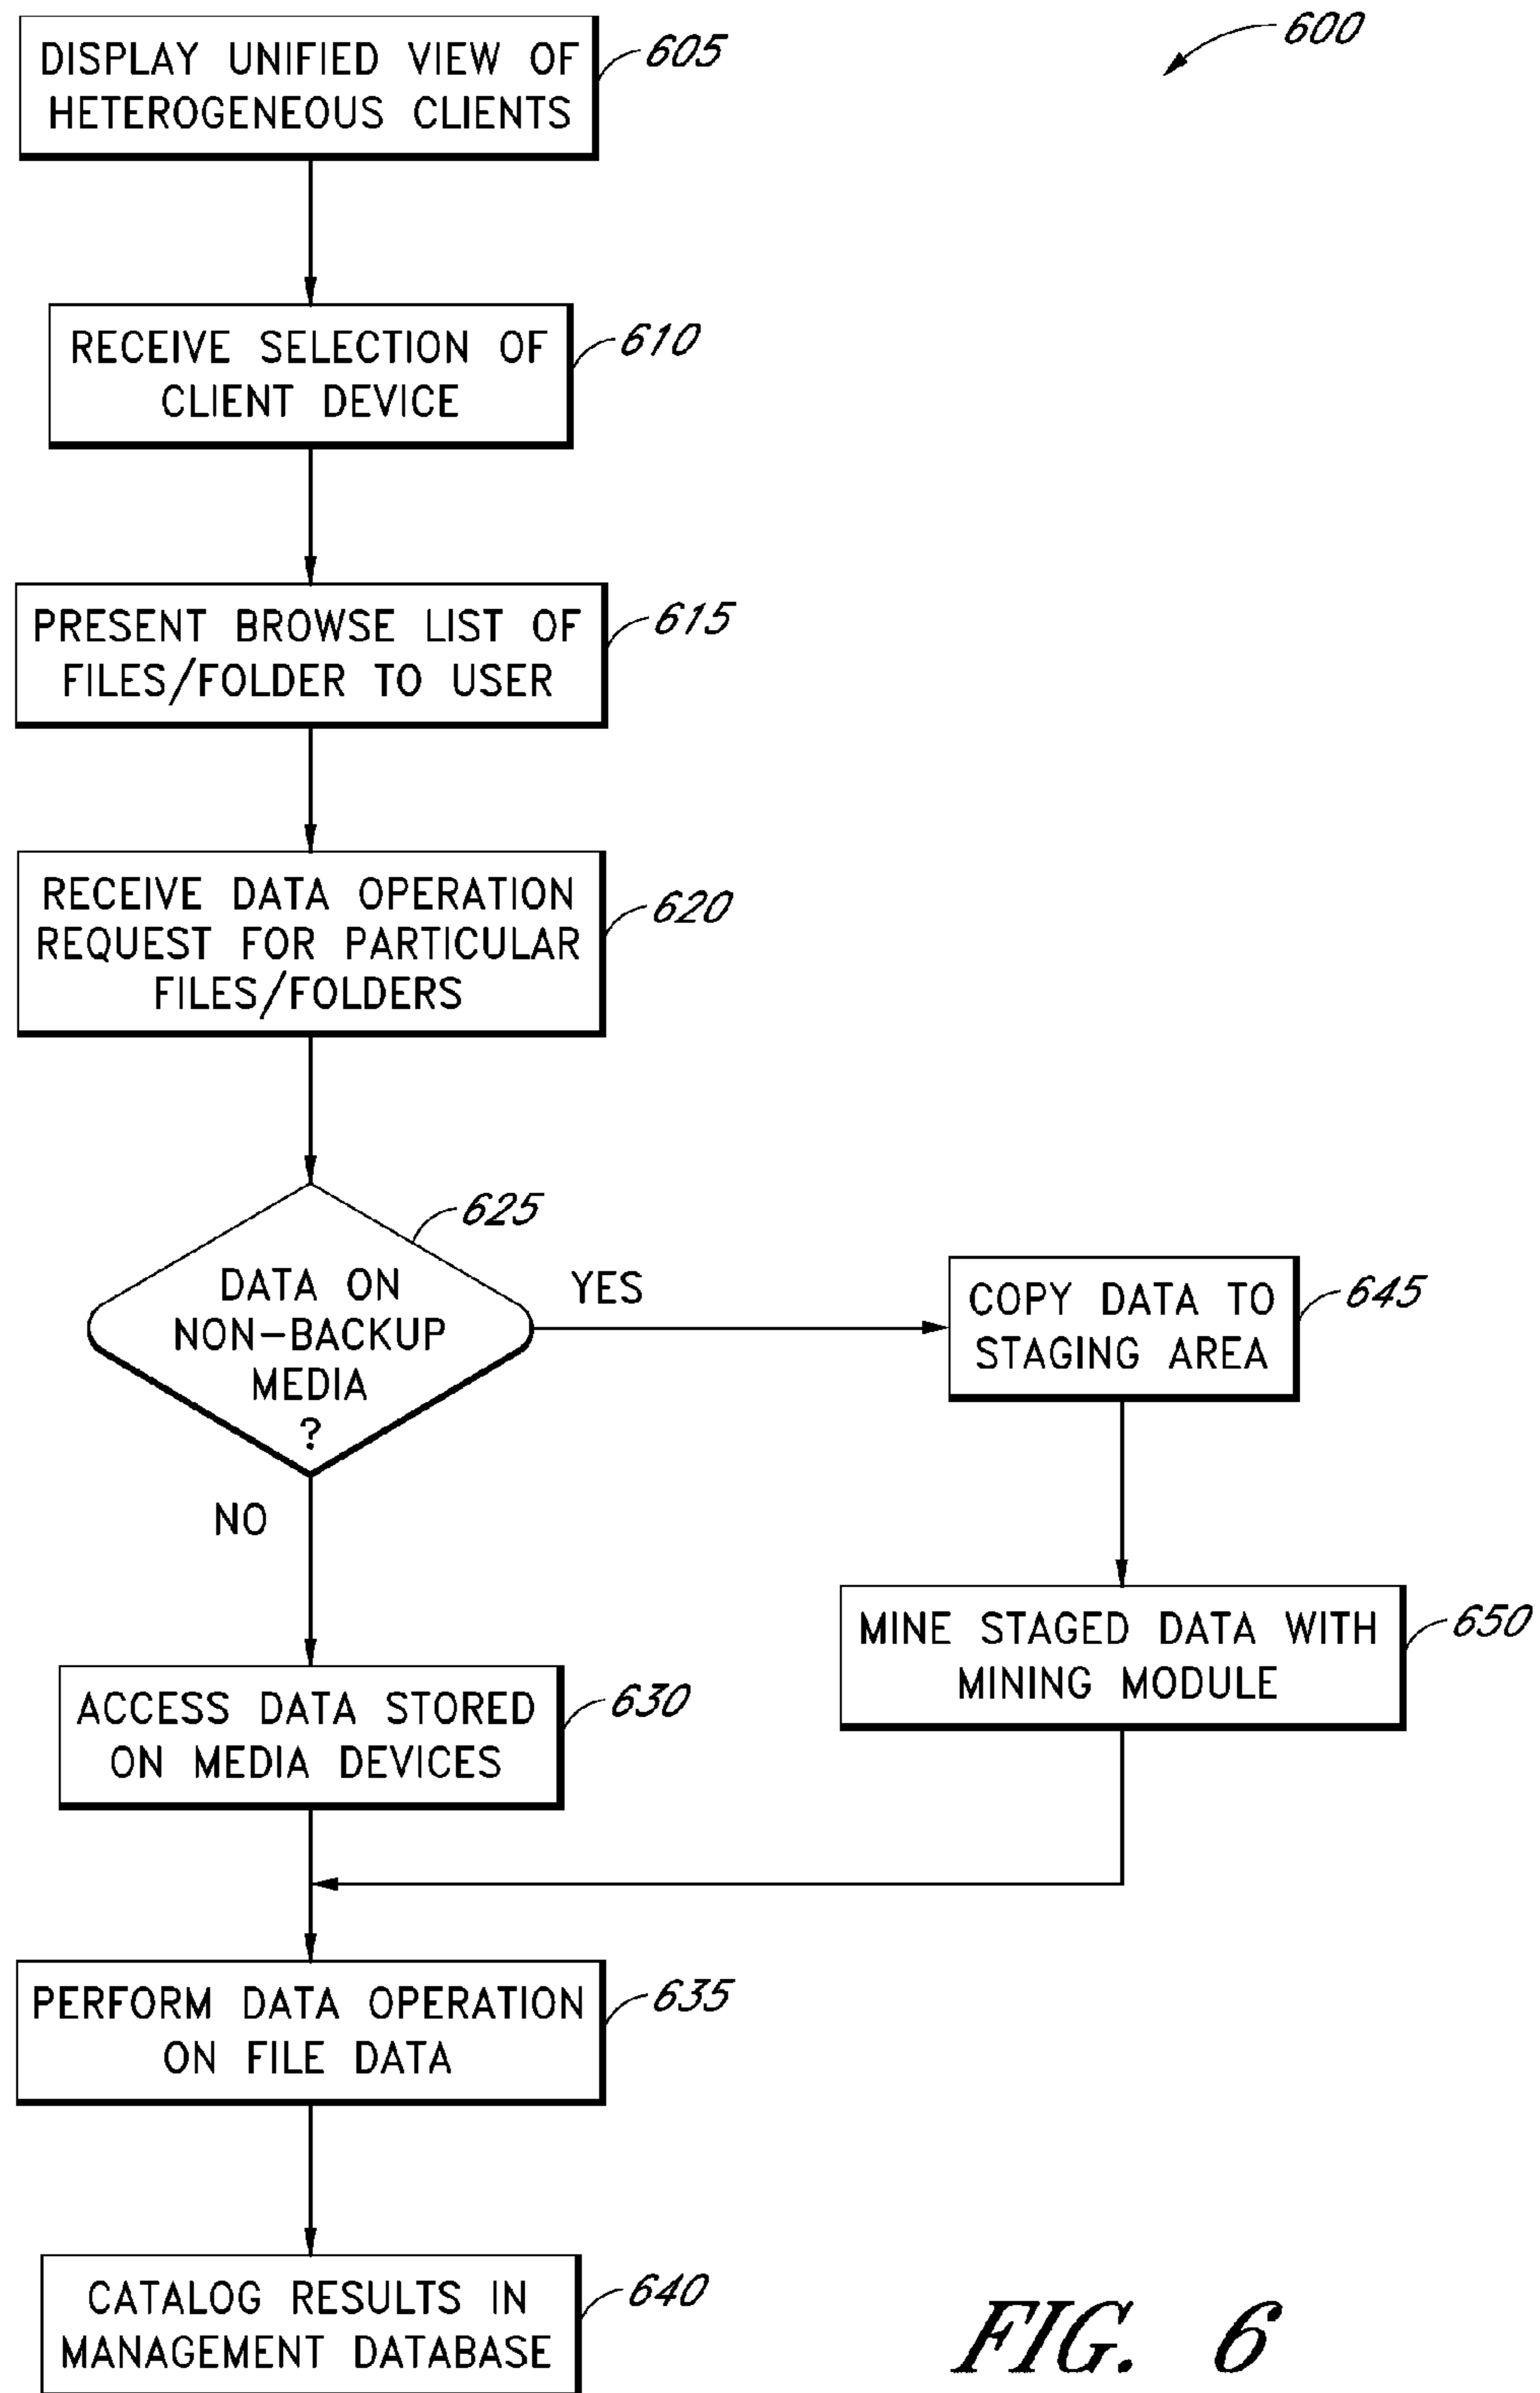 600
DISPLAY UNIFIED VIEW OF
HETEROGENEOUS CLIENTS
605
RECEIVE SELECTION OF
CLIENT DEVICE
610
PRESENT BROWSE LIST OF
FILES/FOLDER TO USER
615
RECEIVE DATA OPERATION
REQUEST FOR PARTICULAR
FILES/FOLDERS
620
DATA ON
NON-BACKUP
MEDIA
?
625
YES
NO
COPY DATA TO
STAGING AREA
645
MINE STAGED DATA WITH
MINING MODULE
650
ACCESS DATA STORED
ON MEDIA DEVICES
630
PERFORM DATA OPERATION
ON FILE DATA
635
CATALOG RESULTS IN
MANAGEMENT DATABASE
640
FIG. 6